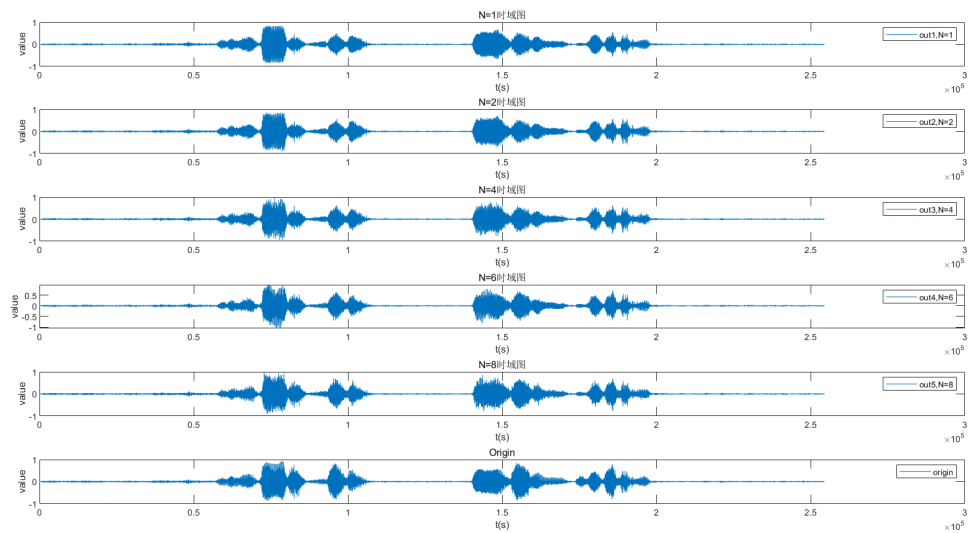 N=1时域图
1
0
-1
value
out1,N=1
0 0.5 1 1.5 2 2.5 3
t(s)
×10^5
N=2时域图
1
0
-1
value
out2,N=2
0 0.5 1 1.5 2 2.5 3
t(s)
×10^5
N=4时域图
1
0
-1
value
out3,N=4
0 0.5 1 1.5 2 2.5 3
t(s)
×10^5
N=6时域图
0.5
0
-0.5
-1
value
out4,N=6
0 0.5 1 1.5 2 2.5 3
t(s)
×10^5
N=8时域图
1
0
-1
value
out5,N=8
0 0.5 1 1.5 2 2.5 3
t(s)
×10^5
Origin
1
0
-1
value
origin
0 0.5 1 1.5 2 2.5 3
t(s)
×10^5